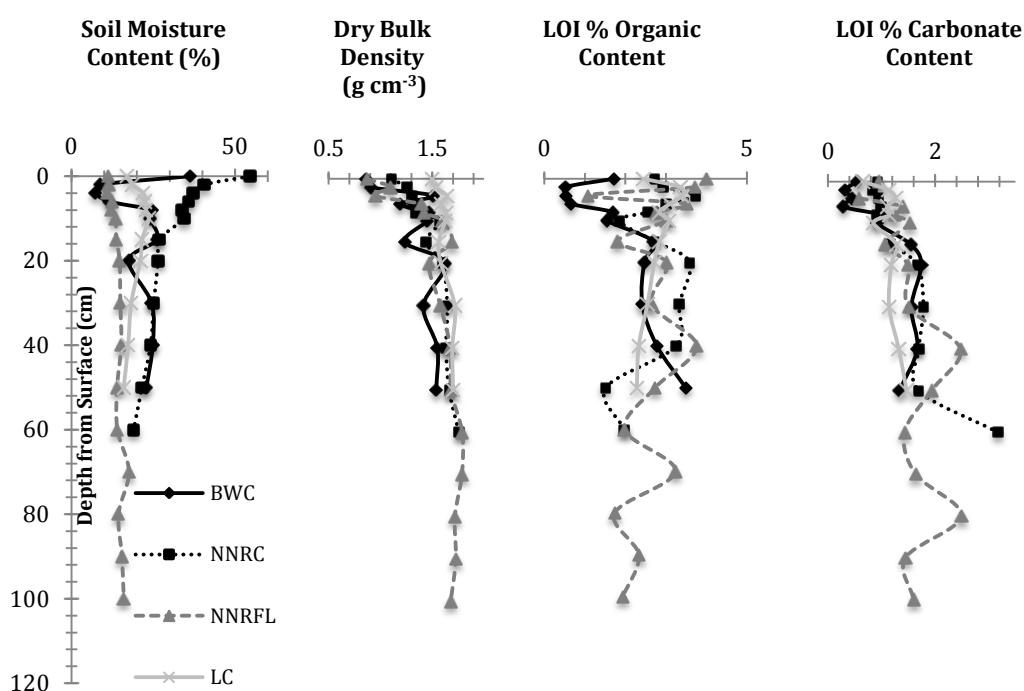 Soil Moisture
Content (%)
Dry Bulk
Density
(g cm-3)
LOI % Organic
Content
LOI % Carbonate
Content
0 50
0.5 1.5
0 5
0 2
0
20
40
60
80
100
120
Depth from Surface (cm)
BWC
NNRC
NNRFL
LC